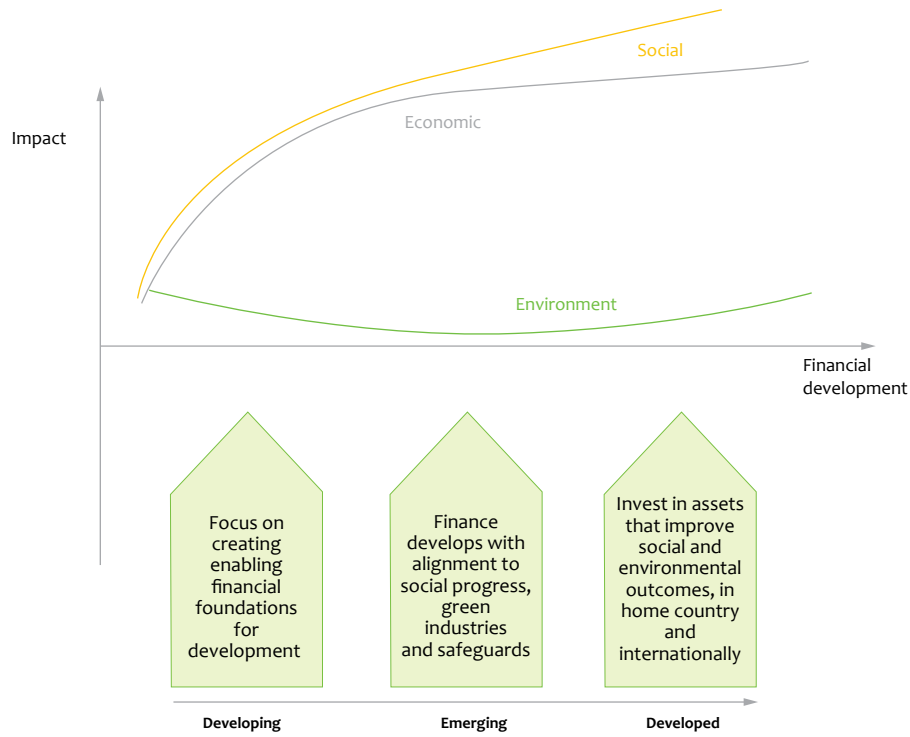 Social
Economic
Impact
Environment
Financial
development
Focus on
creating
enabling
financial
foundations
for
development
Finance
develops with
alignment to
social progress,
green
industries
and safeguards
Invest in assets
that improve
social and
environmental
outcomes, in
home country
and
internationally
Developing
Emerging
Developed